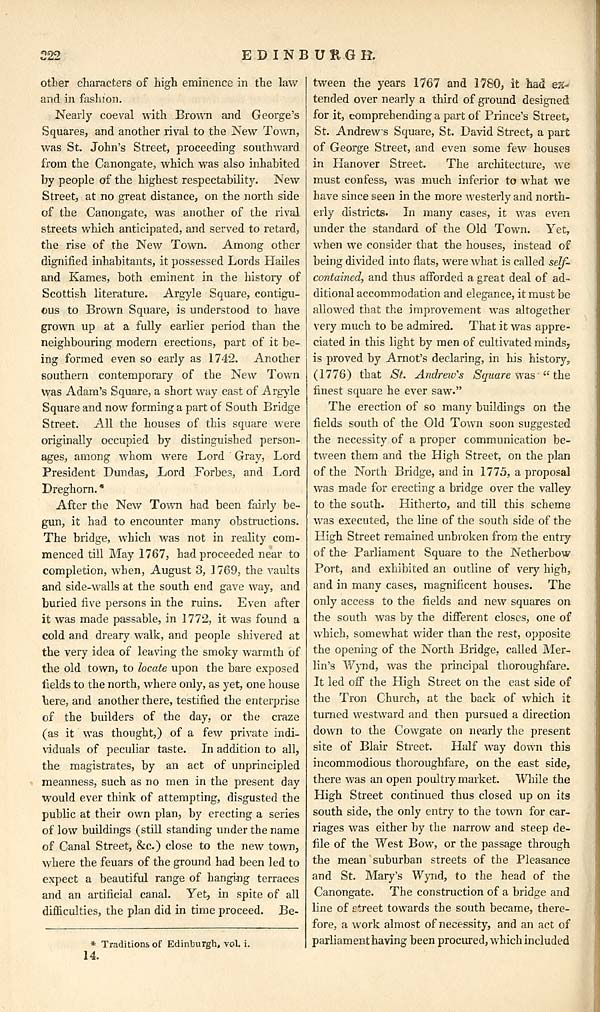 322
EDINBURGH.
other characters of high eminence in the law
and in fashion.
Nearly coeval with Brown and George's
Squares, and another rival to the New Town,
was St. John's Street, proceeding southward
from the Canongate, which was also inhabited
by people of the highest respectability. New
Street, at no great distance, on the north side
of the Canongate, was another of the rival
streets which anticipated, and served to retard,
the rise of the New Town. Among other
dignified inhabitants, it possessed Lords Hailes
and Kames, both eminent in the history of
Scottish literature. Argyle Square, contigu-
ous to Brown Square, is understood to have
grown up at a fully earlier period than the
neighbouring modern erections, part of it be-
ing formed even so early as 1742. Another
southern contemporary of the New Town
was Adam's Square, a short way east of Argyle
Square and now forming a part of South Bridge
Street. All the houses of this square were
originally occupied by distinguished person-
ages, among whom were Lord Gray, Lord
President Dundas, Lord Forbes, and Lord
Dreghorn.*
After the New Town had been fairly be-
gun, it had to encounter many obstructions.
The bridge, which was not in reality com-
menced till May 1767, had proceeded near to
completion, when, August 3, 1769, the vaults
and side-walls at the south end gave way, and
buried five persons in the ruins. Even after
it was made passable, in 1772, it was found a
cold and dreary walk, and people shivered at
the very idea of leaving the smoky warmth of
the old town, to locate upon the bare exposed
fields to the north, where only, as yet, one house
here, and another there, testified the enterprise
of the builders of the day, or the craze
(as it was thought,) of a few private indi-
viduals of peculiar taste. In addition to all,
the magistrates, by an act of unprincipled
meanness, such as no men in the present day
would ever think of attempting, disgusted the
public at their own plan, by erecting a series
of low buildings (still standing under the name
of Canal Street, &c.) close to the new town,
where the feuars of the ground had been led to
expect a beautiful range of hanging terraces
and an artificial canal. Yet, in spite of all
difficulties, the plan did in time proceed. Be-
* Traditions of Edinburgh, vol. i.
14.
tween the years 1767 and 1780, it had ex-
tended over nearly a third of ground designed
for it, comprehending a part of Prince's Street,
St. Andrew's Square, St. David Street, a part
of George Street, and even some few houses
in Hanover Street. The architecture, we
must confess, was much inferior to what we
have since seen in the more westerly and north-
erly districts. In many cases, it was even
under the standard of the Old Town. Yet,
when we consider that the houses, instead of
being divided into flats, were what is called self-
contained, and thus afforded a great deal of ad-
ditional accommodation and elegance, it must be
allowed that the improvement was altogether
very much to be admired. That it was appre-
ciated in this light by men of cultivated minds,
is proved by Arnot's declaring, in his history,
(1776) that St. Andrew's Square was "the
finest square he ever saw."
The erection of so many buildings on the
fields south of the Old Town soon suggested
the necessity of a proper communication be-
tween them and the High Street, on the plan
of the North Bridge, and in 1775, a proposal
was made for erecting a bridge over the valley
to the south. Hitherto, and till this scheme
was executed, the line of the south side of the
High Street remained unbroken from the entry
of the Parliament Square to the Netherbow
Port, and exhibited an outline of very high,
and in many cases, magnificent houses. The
only access to the fields and new squares on
the south was by the different closes, one of
which, somewhat wider than the rest, opposite
the opening of the North Bridge, called Mer-
lin's Wynd, was the principal thoroughfare.
It led off the High Street on the east side of
the Tron Church, at the back of which it
turned westward and then pursued a direction
down to the Cowgate on nearly the present
site of Blair Street. Half way down this
incommodious thoroughfare, on the east side,
there was an open poultry market. While the
High Street continued thus closed up on its
south side, the only entry to the town for car-
riages was either by the narrow and steep de-
file of the West Bow, or the passage through
the mean suburban streets of the Pleasance
and St. Mary's Wynd, to the head of the
Canongate. The construction of a bridge and
line of street towards the south became, there-
fore, a work almost of necessity, and an act of
parliament having been procured, which included